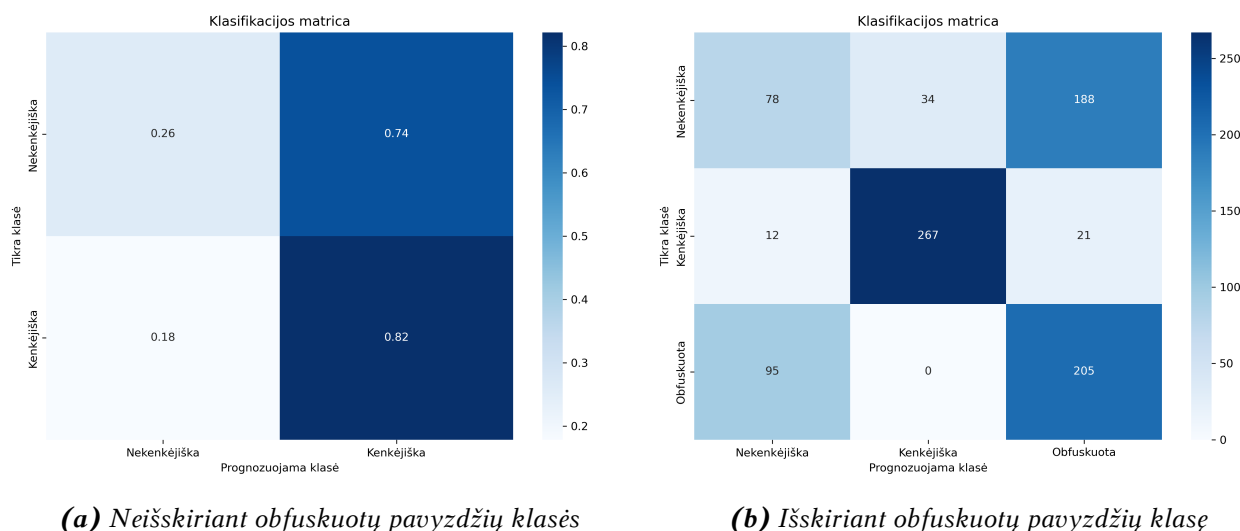 Klasifikacijos matrica
Nekenkėjiška
Kenkėjiška
Tikra klasė
0.26
0.74
0.18
0.82
Nekenkėjiška
Kenkėjiška
Prognozuojama klasė
0.8
0.7
0.6
0.5
0.4
0.3
0.2
(a) Neišskiriant obfuskuotų pavyzdžių klasės
Klasifikacijos matrica
Nekenkėjiška
Kenkėjiška
Obfuskuota
Tikra klasė
78
34
188
12
267
21
95
0
205
Nekenkėjiška
Kenkėjiška
Obfuskuota
Prognozuojama klasė
250
200
150
100
50
0
(b) Išskiriant obfuskuotų pavyzdžių klasę